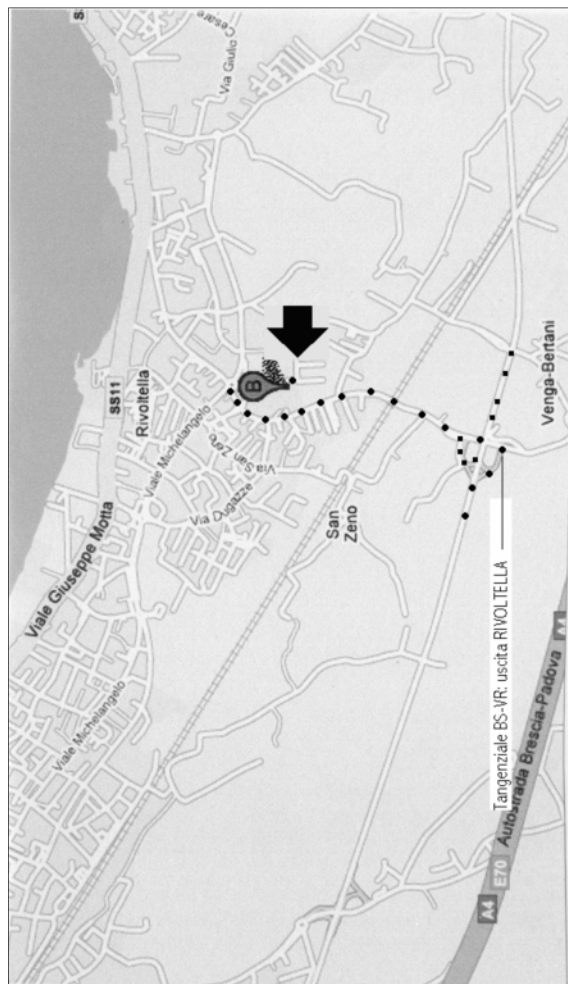 Via Giulio Cesare
SS11
Rivoltella
Viale Michelangelo
Viale Giuseppe Motta
Via San Zeno
Via Dugazze
Viale Michelangelo
B
San
Zeno
Venga-Bertani
Tangenziale BS-VR: uscita RIVOLTELLA
Autostrada Brescia-Padova
A4
E70
A4